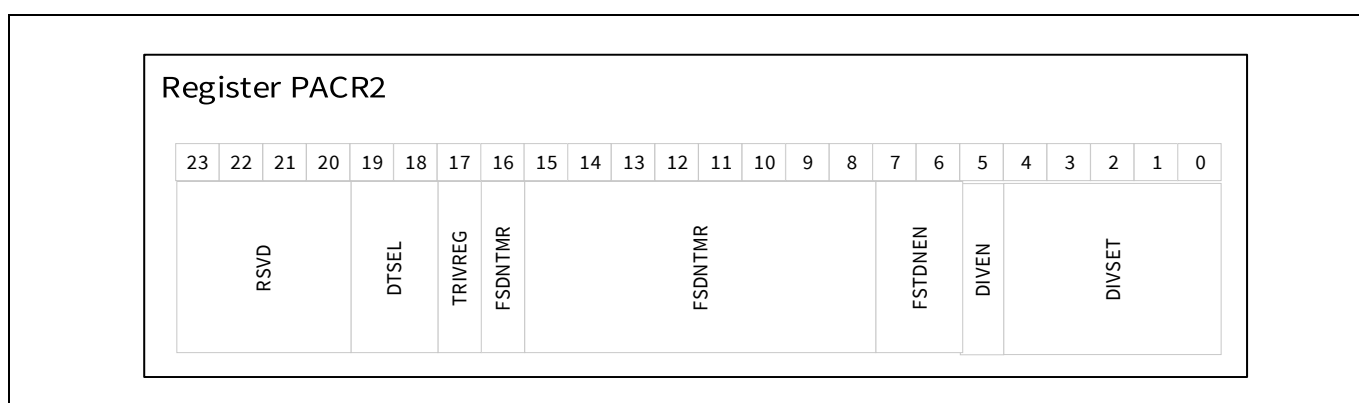 Register PACR2
23 22 21 20 19 18 17 16 15 14 13 12 11 10 9 8 7 6 5 4 3 2 1 0
RSVD DTSEL TRIVREG FSDNTMR FSDNTMR FSTDNEN DIVEN DIVSET